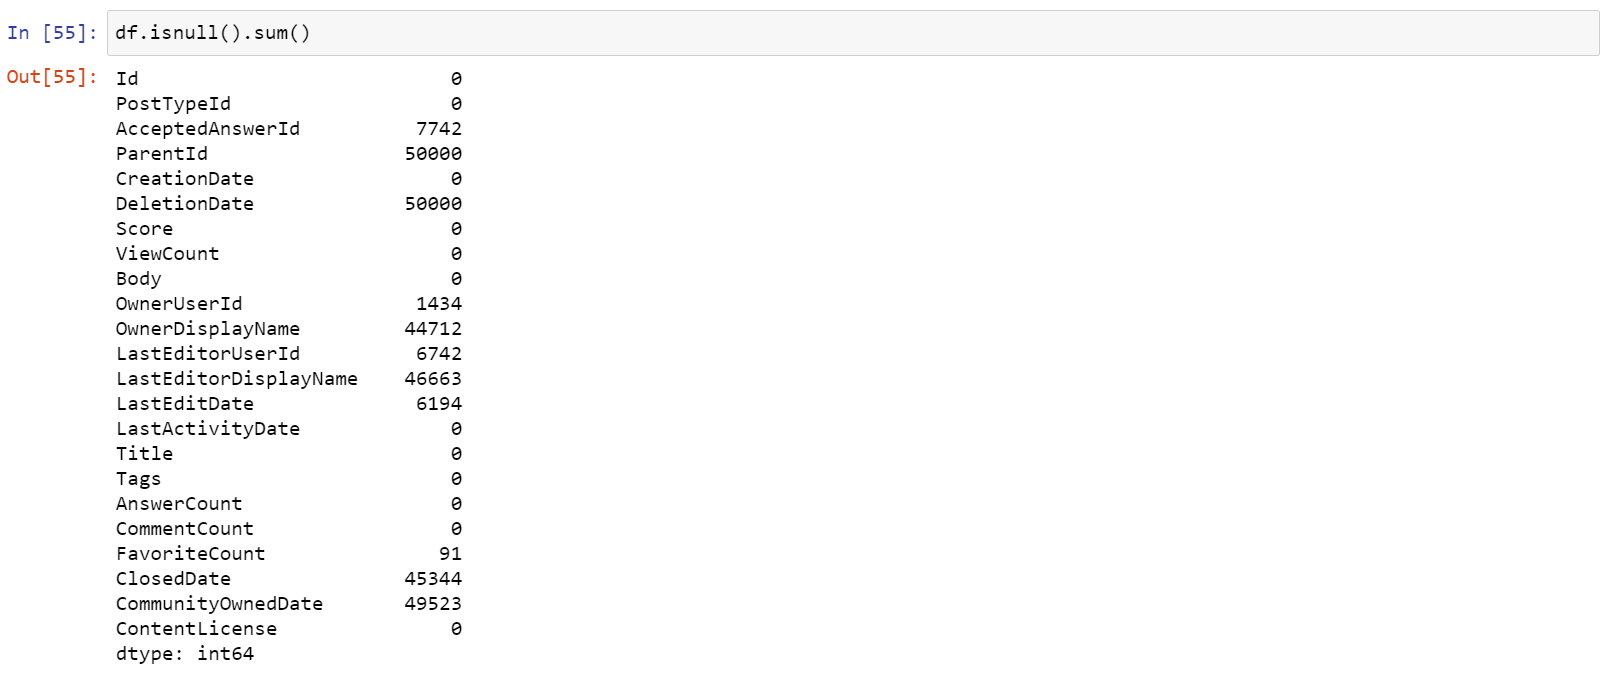 In [55]: df.isnull().sum()
Out[55]: Id 0
PostTypeId 0
AcceptedAnswerId 7742
ParentId 50000
CreationDate 0
DeletionDate 50000
Score 0
ViewCount 0
Body 0
OwnerUserId 1434
OwnerDisplayName 44712
LastEditorUserId 6742
LastEditorDisplayName 46663
LastEditDate 6194
LastActivityDate 0
Title 0
Tags 0
AnswerCount 0
CommentCount 0
FavoriteCount 91
ClosedDate 45344
CommunityOwnedDate 49523
ContentLicense 0
dtype: int64